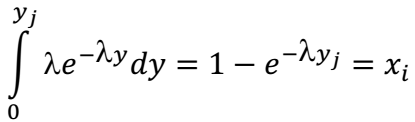 ∫₀^{y_j} λe^{−λy}dy = 1 − e^{−λy_j} = x_i